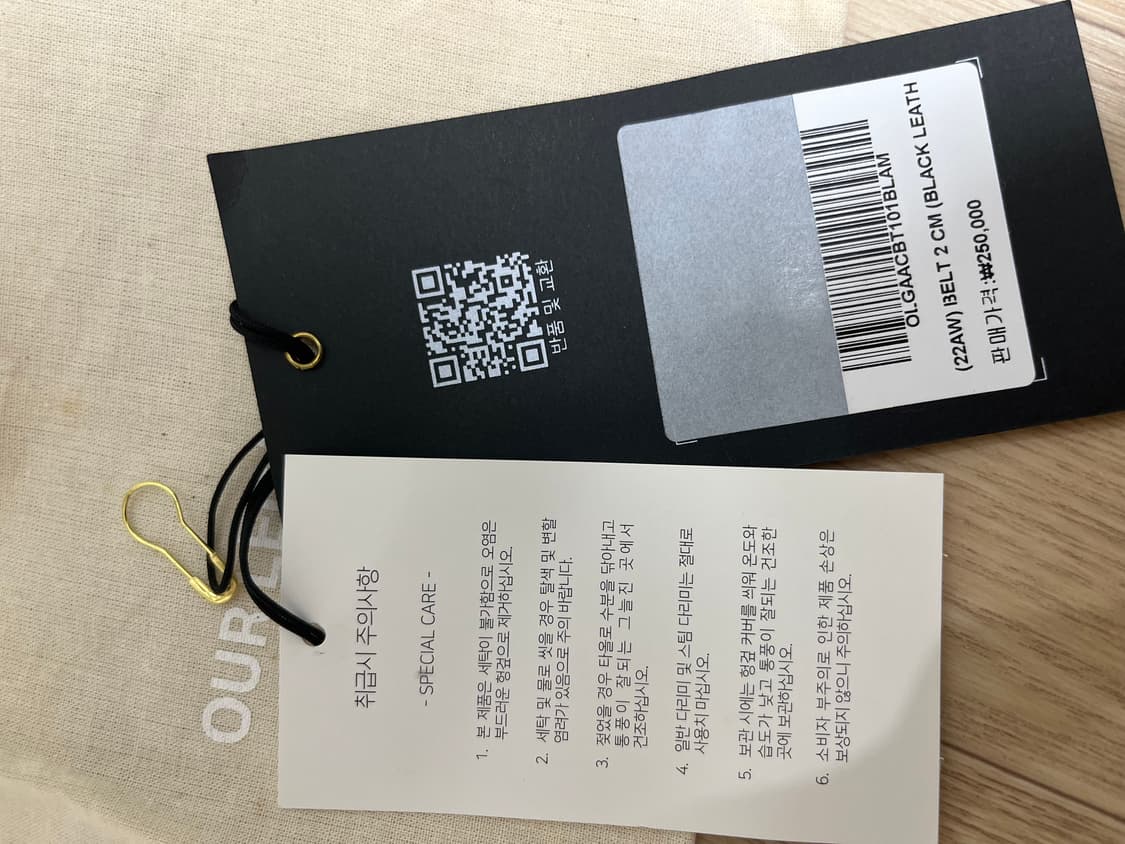 반품 및 교환
OI.GAACBT101BLAM
(22AW) BELT 2 CM (BLACK LEATH
판매가격:₩250,000
OUR LE
취급시 주의사항
- SPECIAL CARE -
1. 본 제품은 세탁이 불가함으로 오염은
부드러운 헝겊으로 제거하십시오.
2. 세탁 및 물로 씻을 경우 탈색 및 변할
염려가 있음으로 주의 바랍니다.
3. 젖었을 경우 타올로 수분을 닦아내고
통풍이 잘 되는 그늘진 곳에서
건조하십시오.
4. 일반 다리미 및 스팀 다리미는 절대로
사용치 마십시오.
5. 보관 시에는 헝겊 커버를 씌워 온도와
습도가 낮고 통풍이 잘되는 건조한
곳에 보관하십시오.
6. 소비자 부주의로 인한 제품 손상은
보상되지 않으니 주의하십시오.